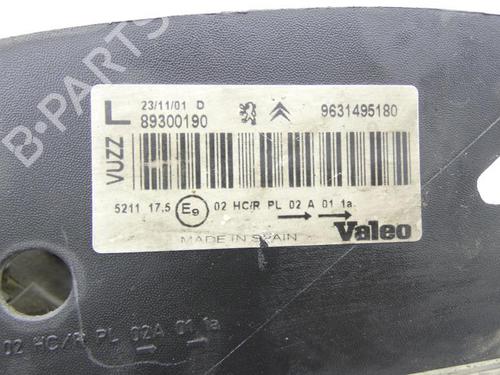 B-PARTS
23/11/01 D
L 89300190 9631495180
VUZZ
5211 17.5 E9 02 HC/R PL 02 A 01 1a
MADE IN SPAIN
Valeo
02 HC/R PL 02A 01 1a